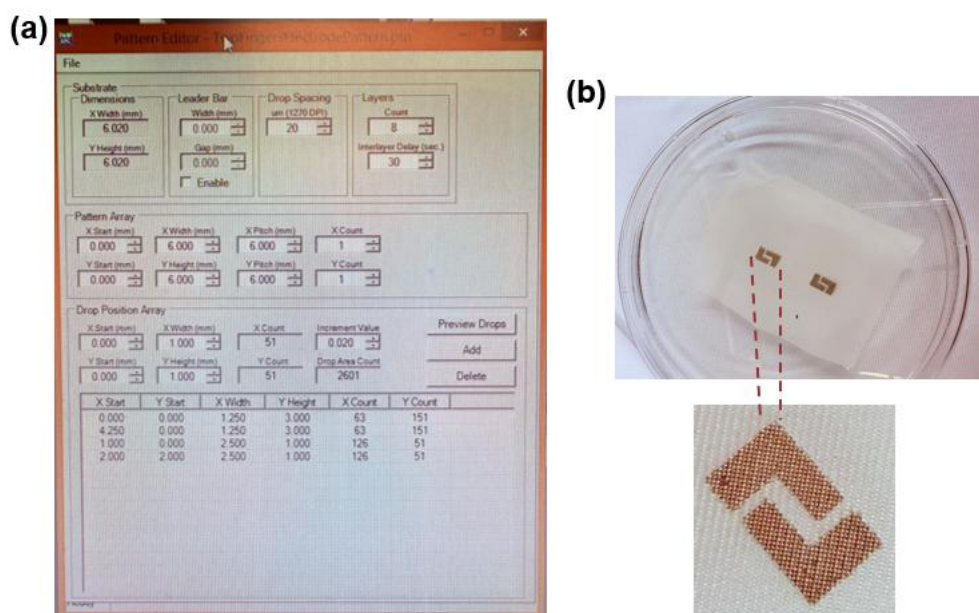 (a)
Pattern Editor -
File
Substrate
Dimensions Leader Bar Drop Spacing Layers
X Width (mm) Width (mm) um (1270 DPI) Count
6.020 0.000 20 8
Y Height (mm) Gap (mm) Interlayer Delay (sec.)
6.020 0.000 30
Enable
Pattern Array
X Start (mm) X Width (mm) X Pitch (mm) X Count
0.000 6.000 6.000 1
Y Start (mm) Y Height (mm) Y Pitch (mm) Y Count
0.000 6.000 6.000 1
Drop Position Array
X Start (mm) X Width (mm) X Count Increment Value Preview Drops
0.000 1.000 51 0.020
Add
Y Start (mm) Y Height (mm) Y Count Drop Area Count
0.000 1.000 51 2601 Delete
X Start Y Start X Width Y Height X Count Y Count
0.000 0.000 1.250 3.000 63 151
4.250 0.000 1.250 3.000 63 151
1.000 0.000 2.500 1.000 126 51
2.000 2.000 2.500 1.000 126 51
(b)